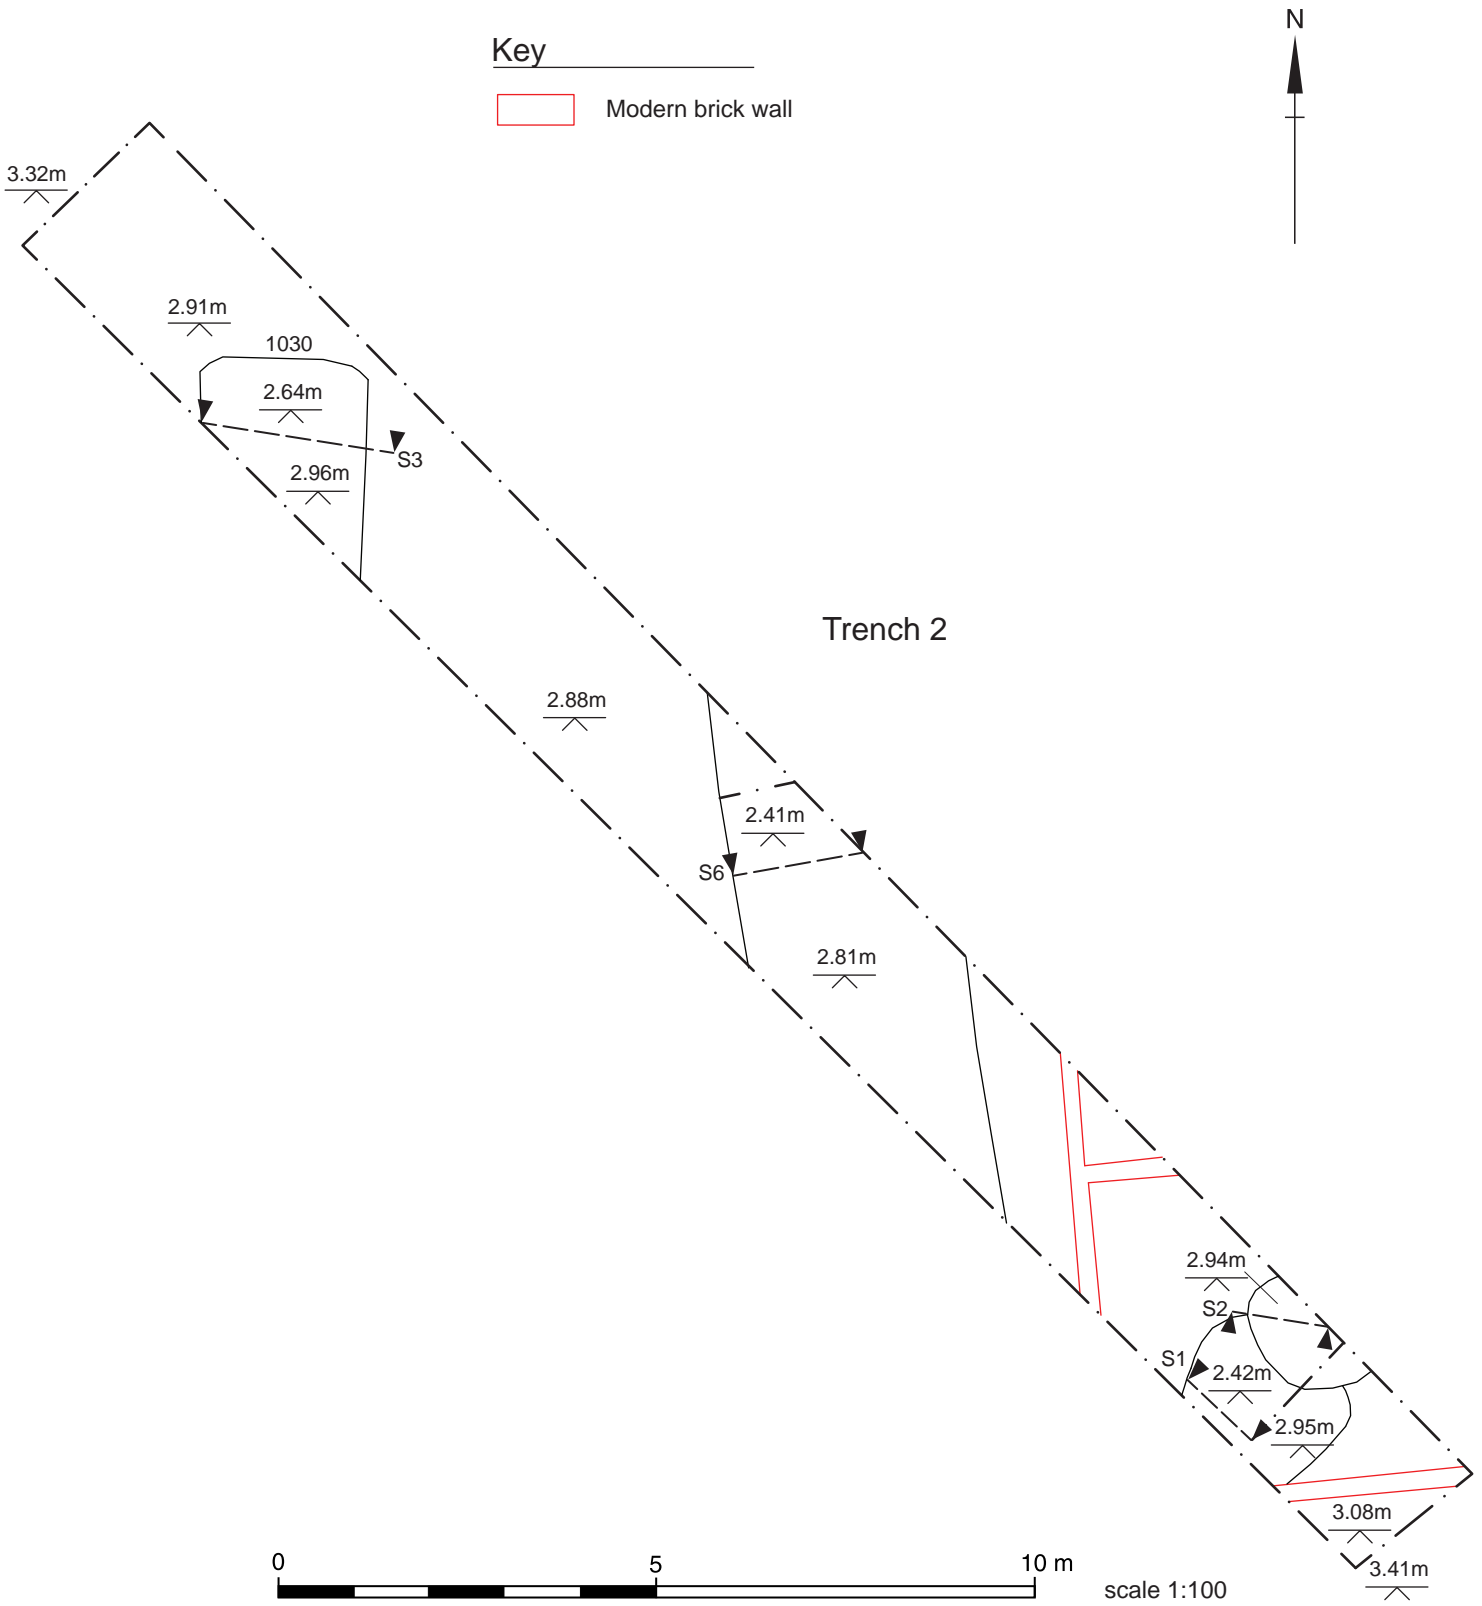 N
Key
Modern brick wall
3.32m
2.91m
1030
2.64m
S3
2.96m
Trench 2
2.88m
2.41m
S6
2.81m
2.94m
S2
S1
2.42m
2.95m
3.08m
0 5 10 m
3.41m
scale 1:100